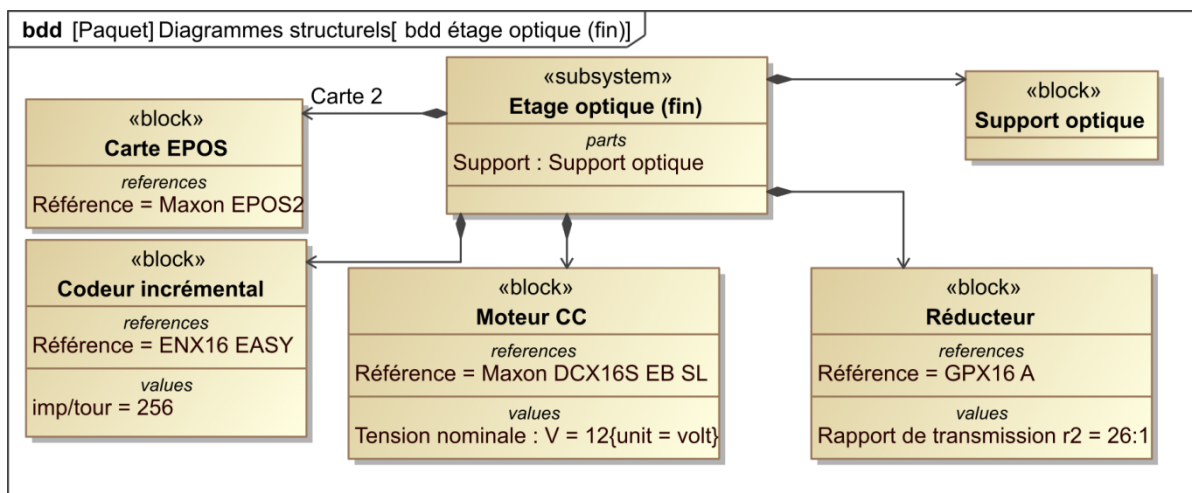 bdd [Paquet] Diagrammes structurels[ bdd étage optique (fin)]
«subsystem»
Etage optique (fin)
parts
Support : Support optique
«block»
Support optique
Carte 2
«block»
Carte EPOS
references
Référence = Maxon EPOS2
«block»
Codeur incrémental
references
Référence = ENX16 EASY
values
imp/tour = 256
«block»
Moteur CC
references
Référence = Maxon DCX16S EB SL
values
Tension nominale : V = 12{unit = volt}
«block»
Réducteur
references
Référence = GPX16 A
values
Rapport de transmission r2 = 26:1